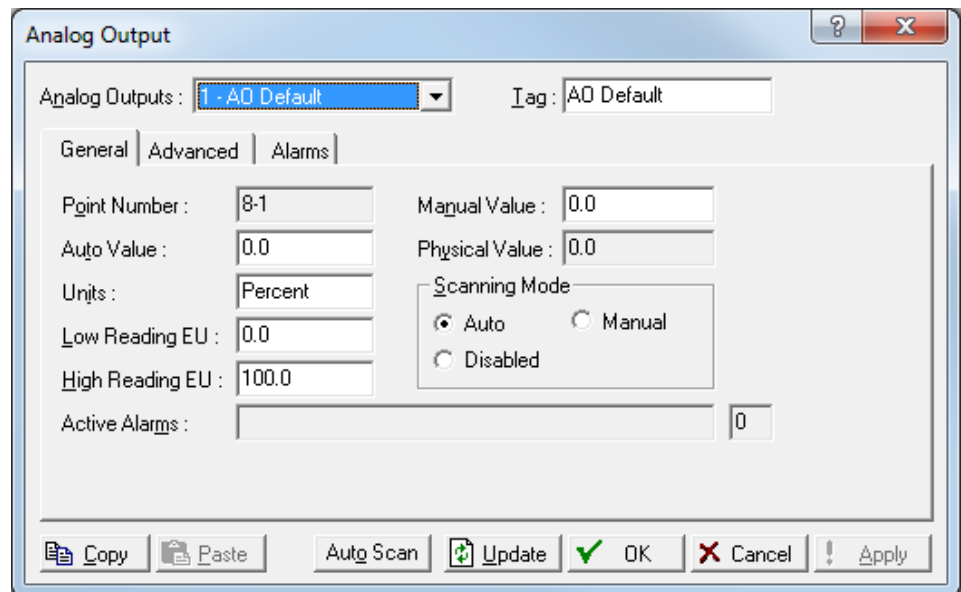 Analog Output
Analog Outputs : 1 - AO Default Tag : AO Default
General Advanced Alarms
Point Number : 8-1 Manual Value : 0.0
Auto Value : 0.0 Physical Value : 0.0
Units : Percent Scanning Mode
Low Reading EU : 0.0 Auto Manual
High Reading EU : 100.0 Disabled
Active Alarms : 0
Copy Paste Auto Scan Update OK Cancel Apply